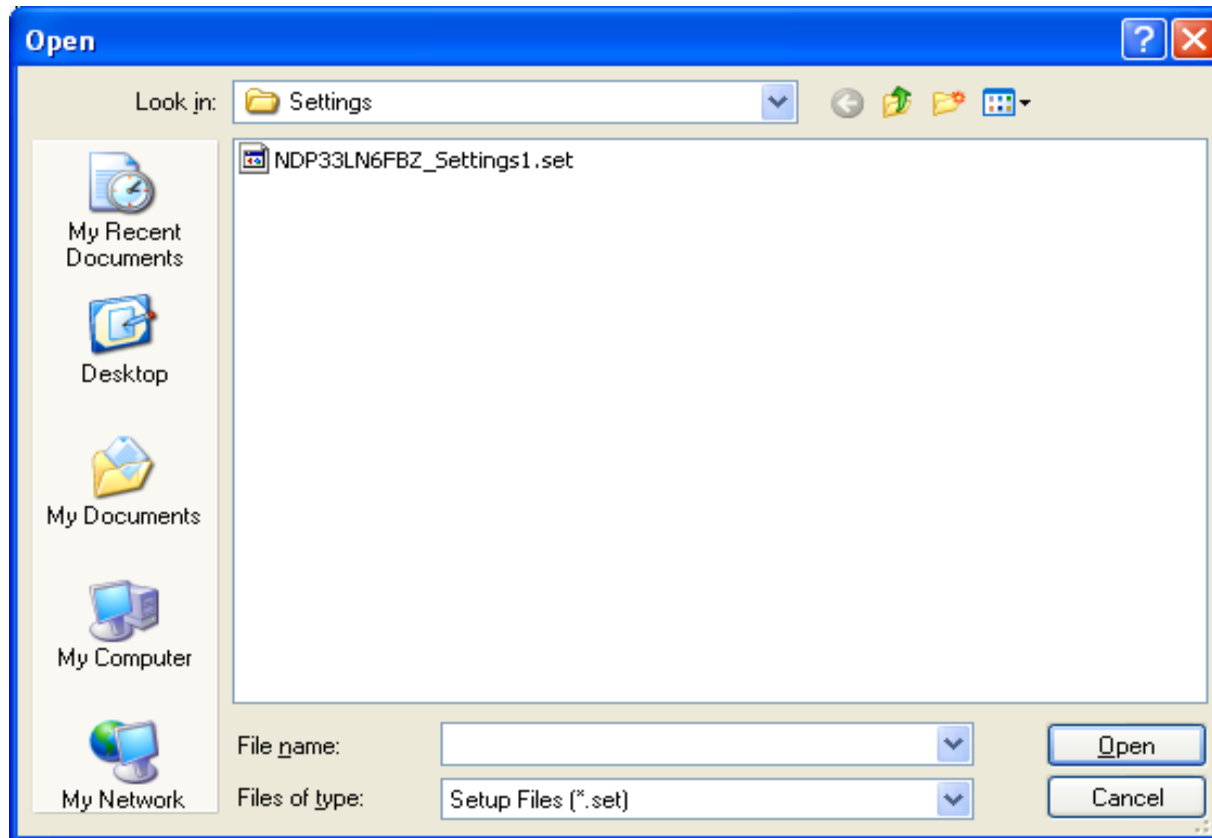 Open
Look in:
Settings
NDP33LN6FBZ_Settings1.set
My Recent
Documents
Desktop
My Documents
My Computer
My Network
File name:
Open
Files of type:
Setup Files (*.set)
Cancel